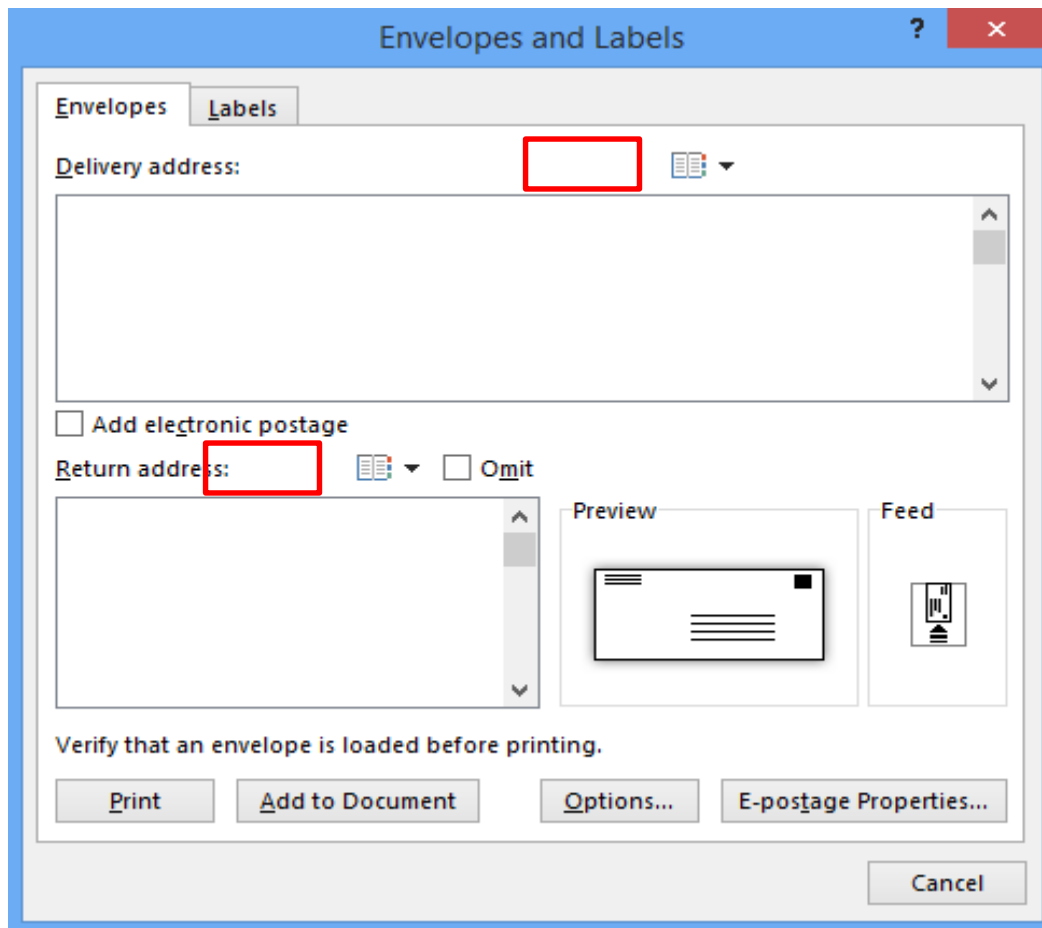 Envelopes and Labels ?
Envelopes Labels
Delivery address:
Add electronic postage
Return address: Omit
Preview Feed
Verify that an envelope is loaded before printing.
Print Add to Document Options... E-postage Properties...
Cancel